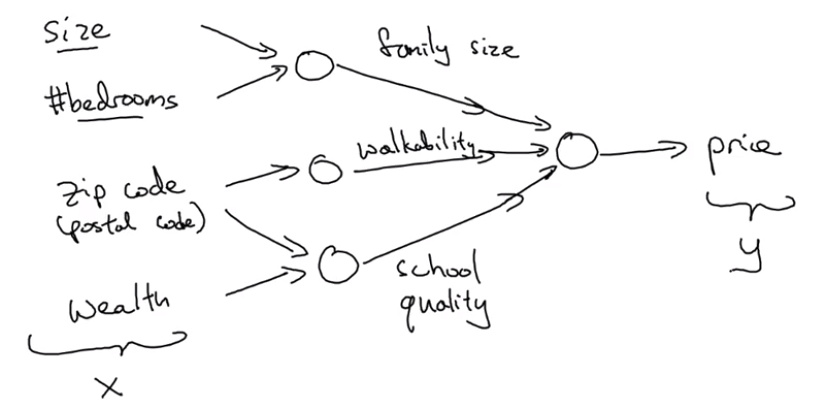 size
#bedrooms
zip code
(postal code)
wealth
x
family size
walkability
school
quality
price
y